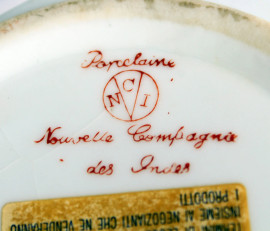 Porcelaine
N C I
Nouvelle Compagnie
des Indes
I PRODOTTI
INSIEME AI NEGOZIANTI CHE NE VENDERANNO